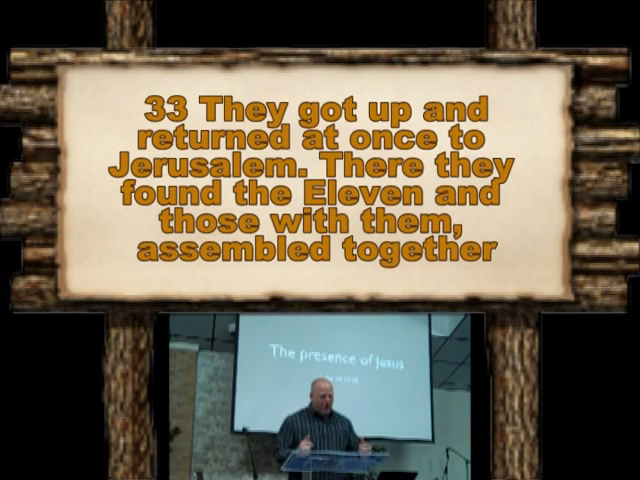 33 They got up and
returned at once to
Jerusalem. There they
found the Eleven and
those with them,
assembled together
The presence of Jesus